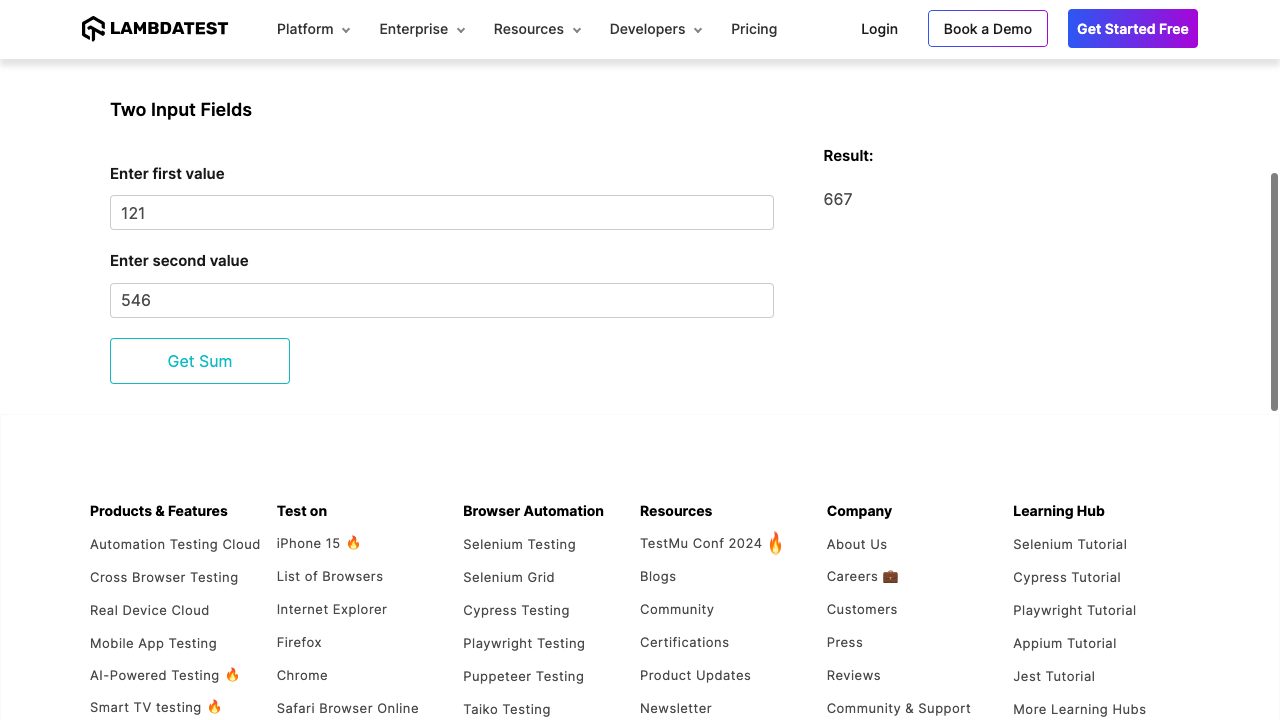 LAMBDATEST Platform Enterprise Resources Developers Pricing Login Book a Demo Get Started Free
Two Input Fields
Enter first value
121
Enter second value
546
Get Sum
Result:
667
Products & Features
Automation Testing Cloud
Cross Browser Testing
Real Device Cloud
Mobile App Testing
AI-Powered Testing 🔥
Smart TV testing 🔥
Test on
iPhone 15 🔥
List of Browsers
Internet Explorer
Firefox
Chrome
Safari Browser Online
Browser Automation
Selenium Testing
Selenium Grid
Cypress Testing
Playwright Testing
Puppeteer Testing
Taiko Testing
Resources
TestMu Conf 2024 🔥
Blogs
Community
Certifications
Product Updates
Newsletter
Company
About Us
Careers 💼
Customers
Press
Reviews
Community & Support
Learning Hub
Selenium Tutorial
Cypress Tutorial
Playwright Tutorial
Appium Tutorial
Jest Tutorial
More Learning Hubs